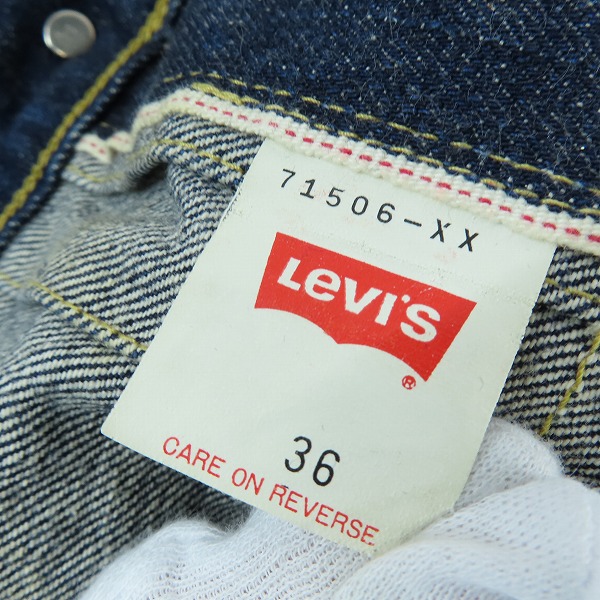 71506-XX
LEVI'S
®
36
CARE ON REVERSE